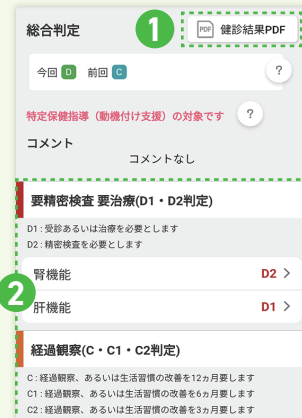 総合判定
1
PDF 健診結果PDF
今回 D 前回 C ?
特定保健指導（動機付け支援）の対象です ?
コメント
コメントなし
要精密検査 要治療(D1・D2判定)
D1：受診あるいは治療を必要とします
D2：精密検査を必要とします
2
腎機能 D2 >
肝機能 D1 >
経過観察(C・C1・C2判定)
C：経過観察、あるいは生活習慣の改善を12ヵ月要します
C1：経過観察、あるいは生活習慣の改善を6ヵ月要します
C2：経過観察、あるいは生活習慣の改善を3ヵ月要します